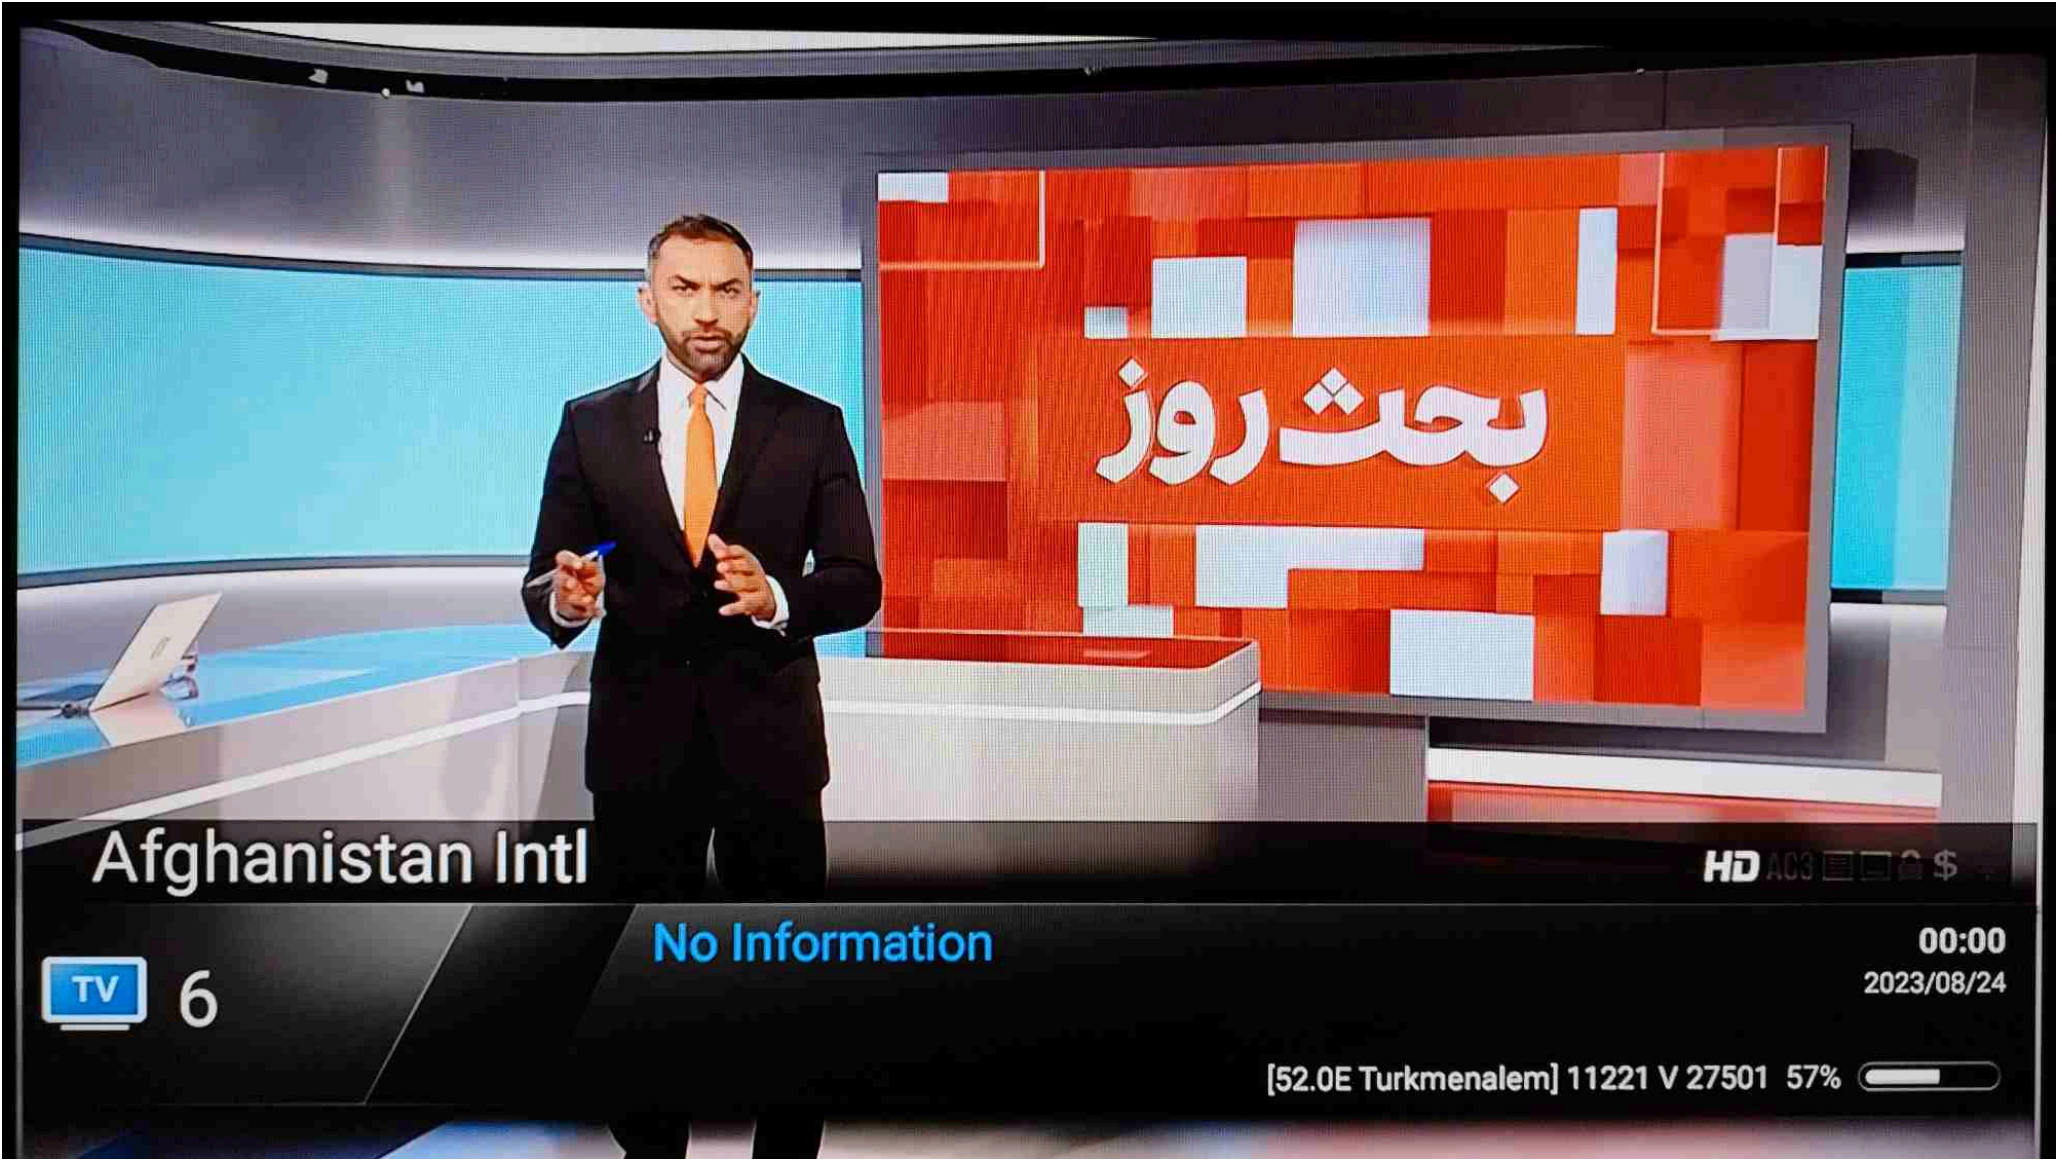 بحث روز
Afghanistan Intl
HD AC3 $
TV 6
No Information
00:00
2023/08/24
[52.0E Turkmenalem] 11221 V 27501 57%